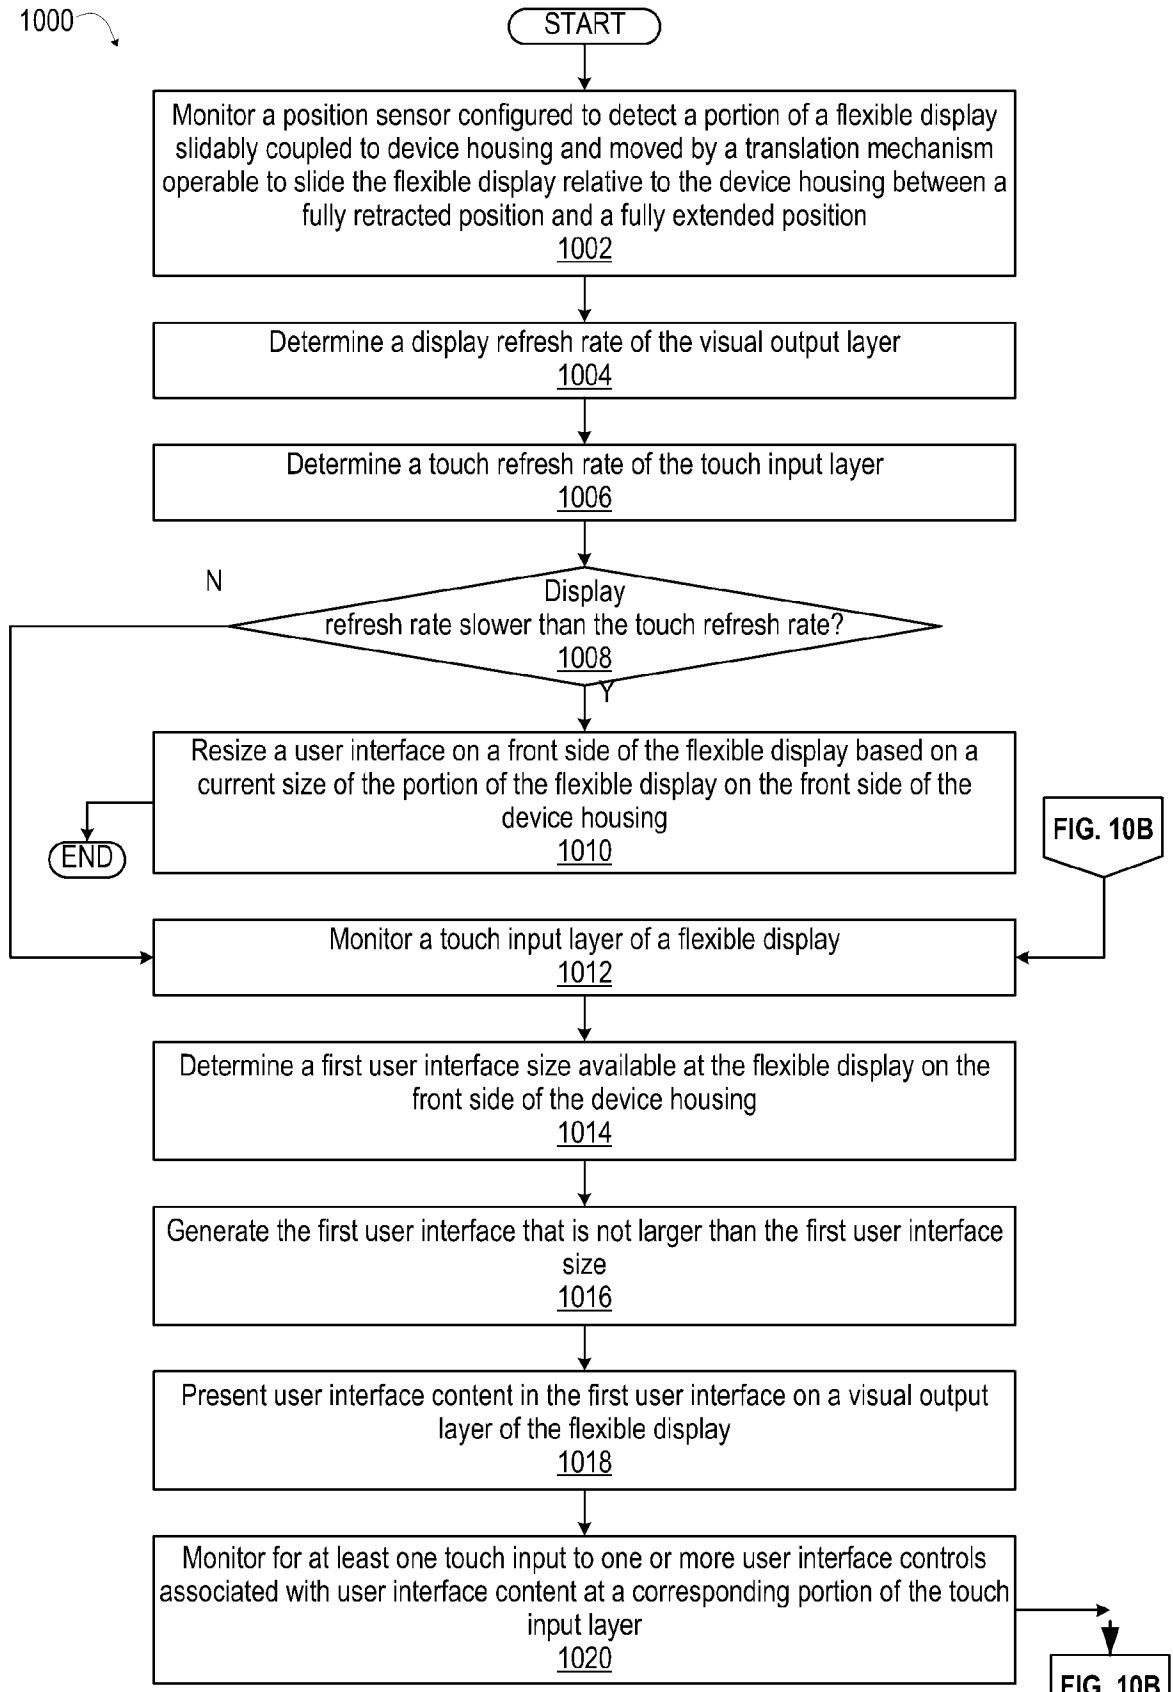 1000
START
Monitor a position sensor configured to detect a portion of a flexible display
slidably coupled to device housing and moved by a translation mechanism
operable to slide the flexible display relative to the device housing between a
fully retracted position and a fully extended position
1002
Determine a display refresh rate of the visual output layer
1004
Determine a touch refresh rate of the touch input layer
1006
N
Display
refresh rate slower than the touch refresh rate?
1008
Y
Resize a user interface on a front side of the flexible display based on a
current size of the portion of the flexible display on the front side of the
device housing
1010
END
FIG. 10B
Monitor a touch input layer of a flexible display
1012
Determine a first user interface size available at the flexible display on the
front side of the device housing
1014
Generate the first user interface that is not larger than the first user interface
size
1016
Present user interface content in the first user interface on a visual output
layer of the flexible display
1018
Monitor for at least one touch input to one or more user interface controls
associated with user interface content at a corresponding portion of the touch
input layer
1020
FIG. 10B